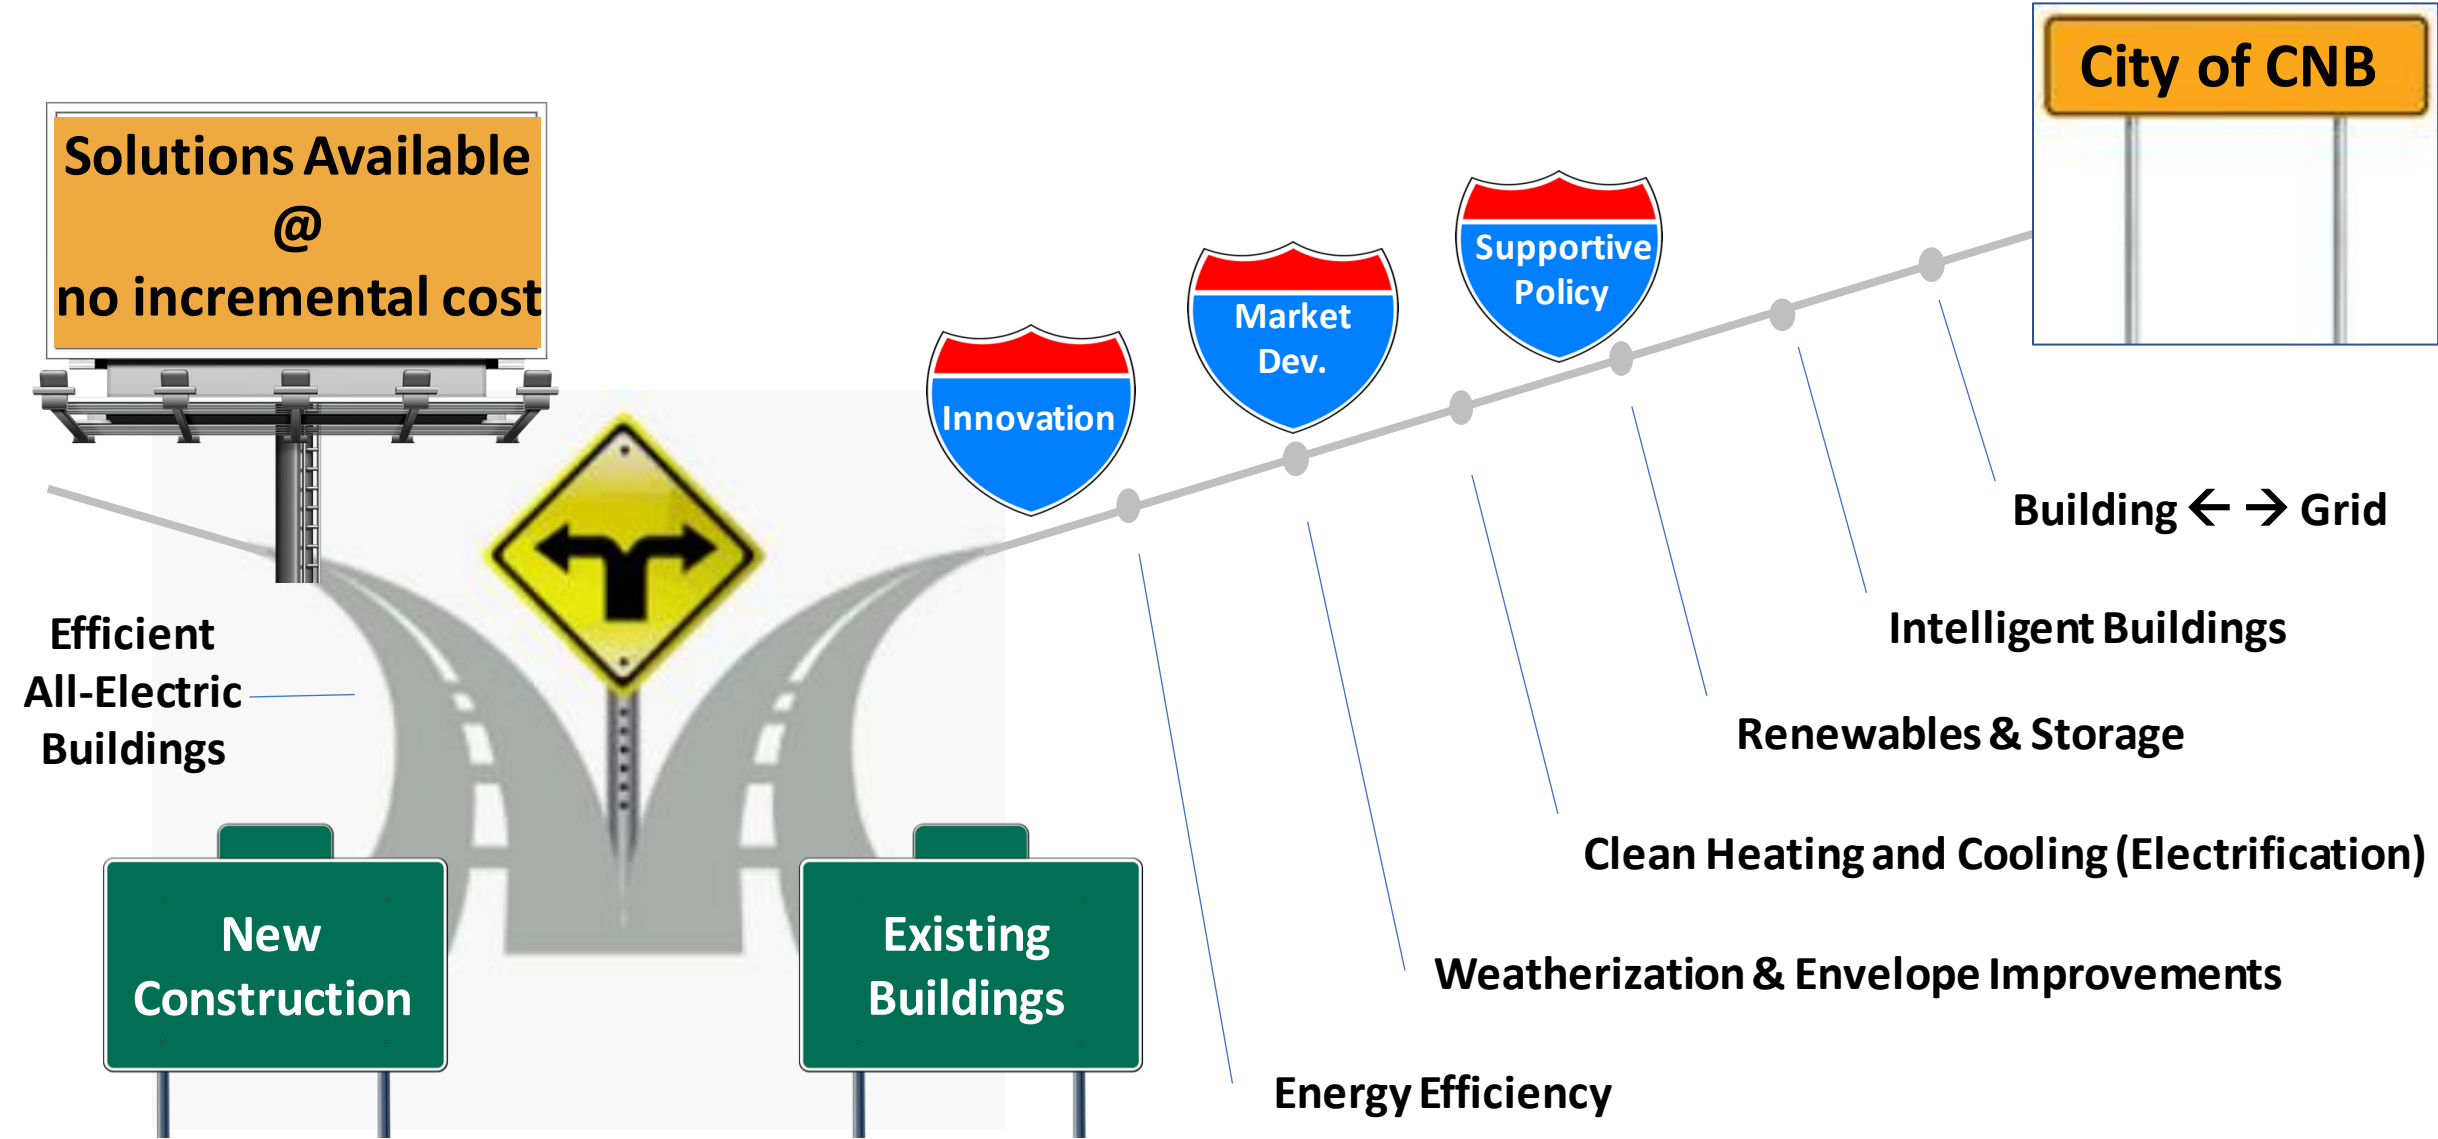 City of CNB
Solutions Available
@
no incremental cost
Supportive
Policy
Market
Dev.
Innovation
Building ← → Grid
Intelligent Buildings
Efficient
All-Electric
Buildings
Renewables & Storage
Clean Heating and Cooling (Electrification)
New
Construction
Existing
Buildings
Weatherization & Envelope Improvements
Energy Efficiency